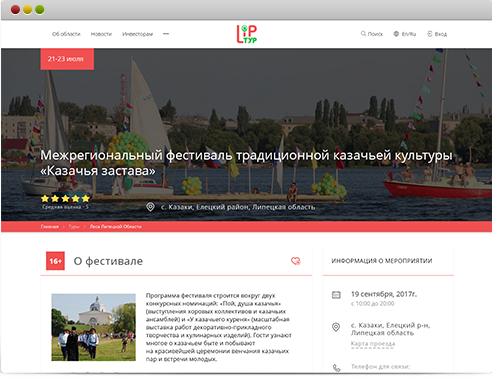 Об области Новости Инвесторам
LIP ТУР
Поиск En/Ru Вход
21-23 июля
Межрегиональный фестиваль традиционной казачьей культуры
«Казачья застава»
Средняя оценка - 5
с. Казаки, Елецкий район, Липецкая область
Главная Туры Леса Липецкой Области
16+ О фестивале
Программа фестиваля строится вокруг двух
конкурсных номинаций: «Пой, душа казачья»
(выступления хоровых коллективов и казачьих
ансамблей) и «У казачьего куреня» (масштабная
выставка работ декоративно-прикладного
творчества и кулинарных изделий). Гости узнают
многое о казачьем быте и побывают
на красивейшей церемонии венчания казачьих
пар и встречи молодых.
ИНФОРМАЦИЯ О МЕРОПРИЯТИИ
19 сентября, 2017г.
с 10:00 до 20:00
с. Казаки, Елецкий р-н,
Липецкая область.
Карта проезда
Телефон для связи: